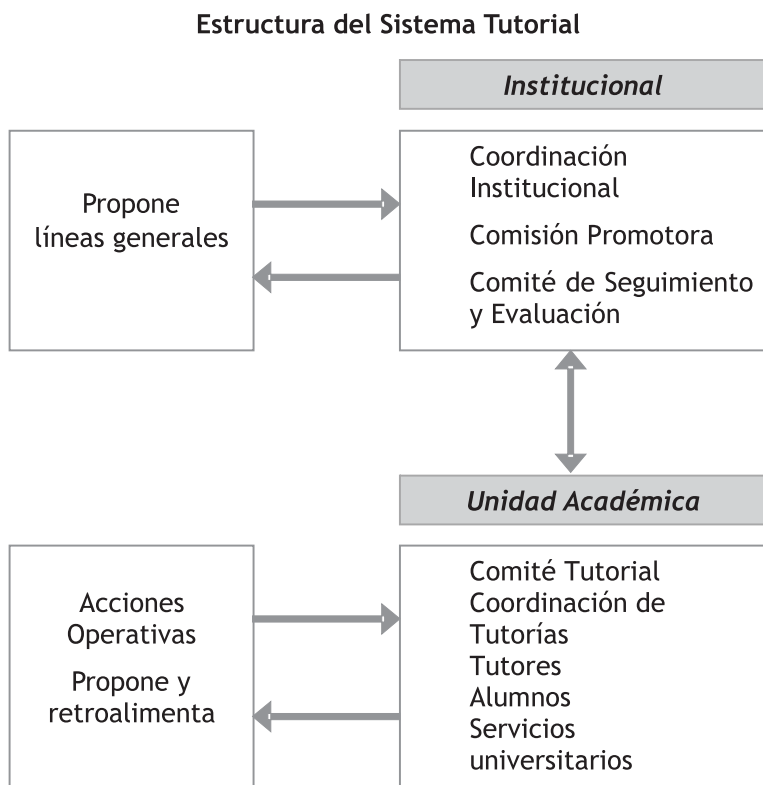 Estructura del Sistema Tutorial
Institucional
Propone
líneas generales
Coordinación
Institucional
Comisión Promotora
Comité de Seguimiento
y Evaluación
Unidad Académica
Acciones
Operativas
Propone y
retroalimenta
Comité Tutorial
Coordinación de
Tutorías
Tutores
Alumnos
Servicios
universitarios